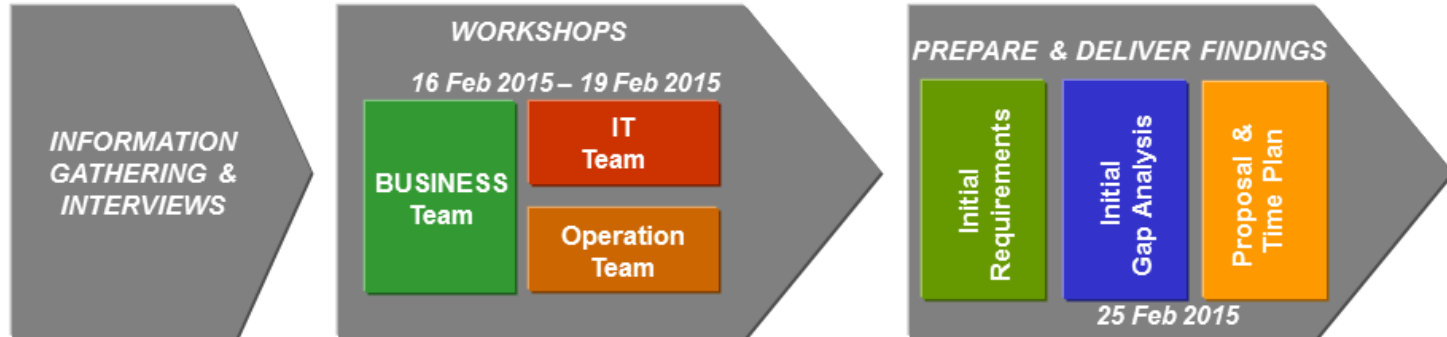 INFORMATION
GATHERING &
INTERVIEWS
WORKSHOPS
16 Feb 2015 – 19 Feb 2015
BUSINESS
Team
IT
Team
Operation
Team
PREPARE & DELIVER FINDINGS
Initial
Requirements
Initial
Gap Analysis
Proposal &
Time Plan
25 Feb 2015